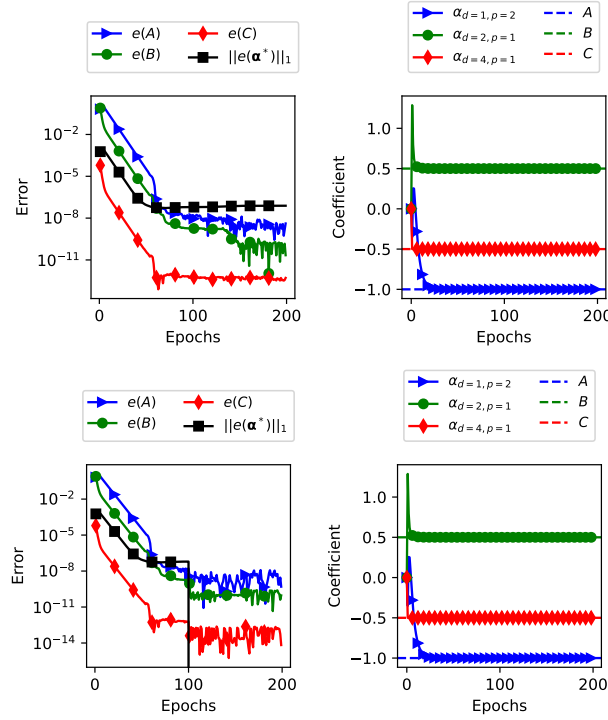 e(A) e(C)
e(B) ||e(α*)||₁
10⁻²
10⁻⁵
10⁻⁸
10⁻¹¹
Error
0 100 200
Epochs
α_{d=1, p=2} A
α_{d=2, p=1} B
α_{d=4, p=1} C
1.0
0.5
0.0
−0.5
−1.0
Coefficient
0 100 200
Epochs
e(A) e(C)
e(B) ||e(α*)||₁
10⁻²
10⁻⁵
10⁻⁸
10⁻¹¹
10⁻¹⁴
Error
0 100 200
Epochs
α_{d=1, p=2} A
α_{d=2, p=1} B
α_{d=4, p=1} C
1.0
0.5
0.0
−0.5
−1.0
Coefficient
0 100 200
Epochs